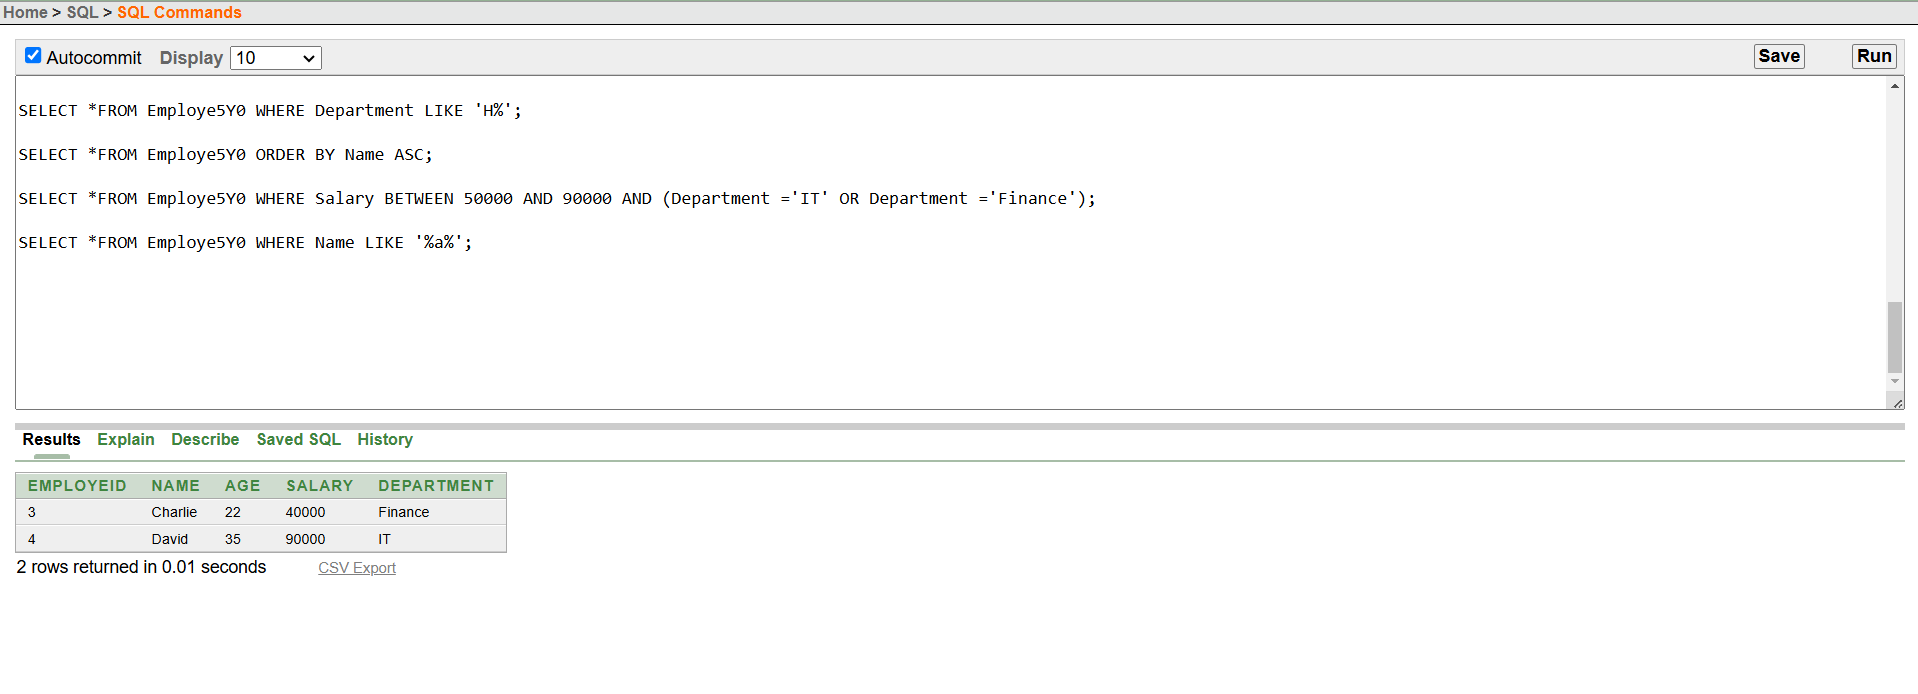 Home > SQL > SQL Commands
Autocommit Display 10 Save Run
SELECT *FROM Employe5Y0 WHERE Department LIKE 'H%';
SELECT *FROM Employe5Y0 ORDER BY Name ASC;
SELECT *FROM Employe5Y0 WHERE Salary BETWEEN 50000 AND 90000 AND (Department ='IT' OR Department ='Finance');
SELECT *FROM Employe5Y0 WHERE Name LIKE '%a%';
Results Explain Describe Saved SQL History
EMPLOYEID NAME AGE SALARY DEPARTMENT
3 Charlie 22 40000 Finance
4 David 35 90000 IT
2 rows returned in 0.01 seconds CSV Export